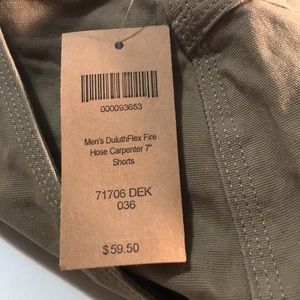 000093653
Men's DuluthFlex Fire
Hose Carpenter 7"
Shorts
71706 DEK
036
$59.50